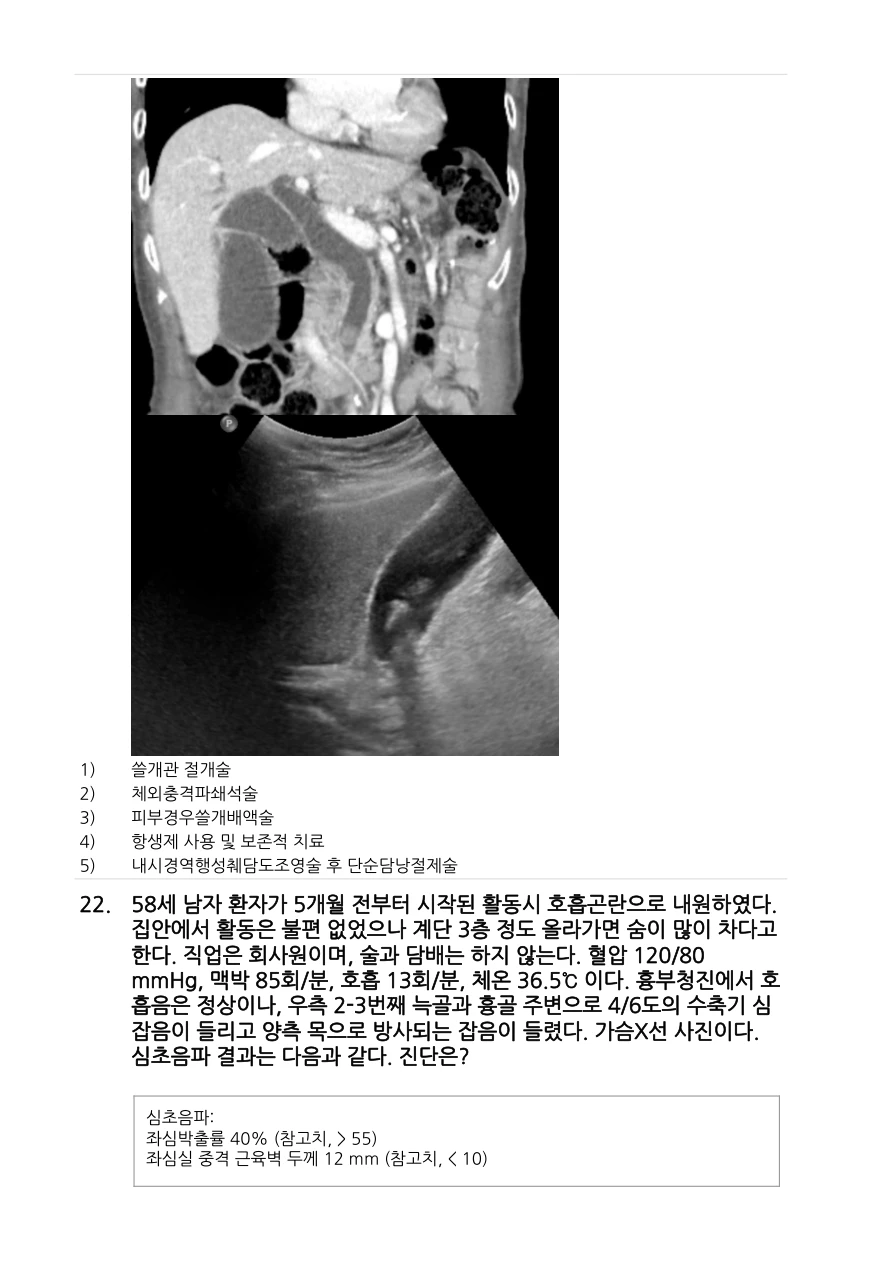 P
1) 쓸개관 절개술
2) 체외충격파쇄석술
3) 피부경우쓸개배액술
4) 항생제 사용 및 보존적 치료
5) 내시경역행성췌담도조영술 후 단순담낭절제술
22. 58세 남자 환자가 5개월 전부터 시작된 활동시 호흡곤란으로 내원하였다.
집안에서 활동은 불편 없었으나 계단 3층 정도 올라가면 숨이 많이 차다고
한다. 직업은 회사원이며, 술과 담배는 하지 않는다. 혈압 120/80
mmHg, 맥박 85회/분, 호흡 13회/분, 체온 36.5℃ 이다. 흉부청진에서 호
흡음은 정상이나, 우측 2-3번째 늑골과 흉골 주변으로 4/6도의 수축기 심
잡음이 들리고 양측 목으로 방사되는 잡음이 들렸다. 가슴X선 사진이다.
심초음파 결과는 다음과 같다. 진단은?
심초음파:
좌심박출률 40% (참고치, > 55)
좌심실 중격 근육벽 두께 12 mm (참고치, < 10)